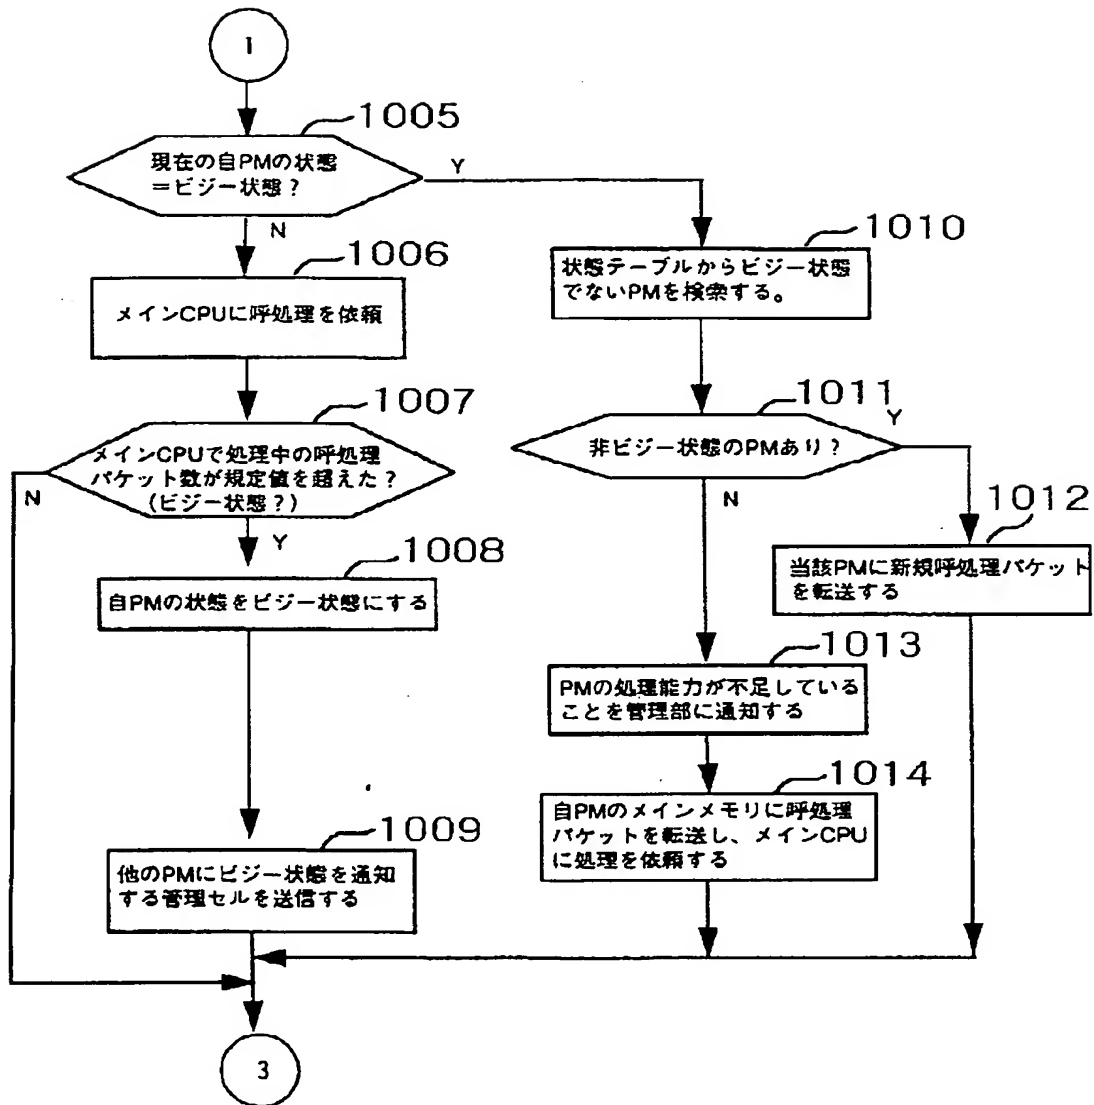 1
1005
現在の自PMの状態
＝ビジー状態？
Y
N
1006
メインCPUに呼処理を依頼
1007
メインCPUで処理中の呼処理
パケット数が規定値を超えた？
（ビジー状態？）
N
Y
1008
自PMの状態をビジー状態にする
1009
他のPMにビジー状態を通知
する管理セルを送信する
1010
状態テーブルからビジー状態
でないPMを検索する。
1011
非ビジー状態のPMあり？
Y
N
1012
当該PMに新規呼処理パケット
を転送する
1013
PMの処理能力が不足している
ことを管理部に通知する
1014
自PMのメインメモリに呼処理
パケットを転送し、メインCPU
に処理を依頼する
3